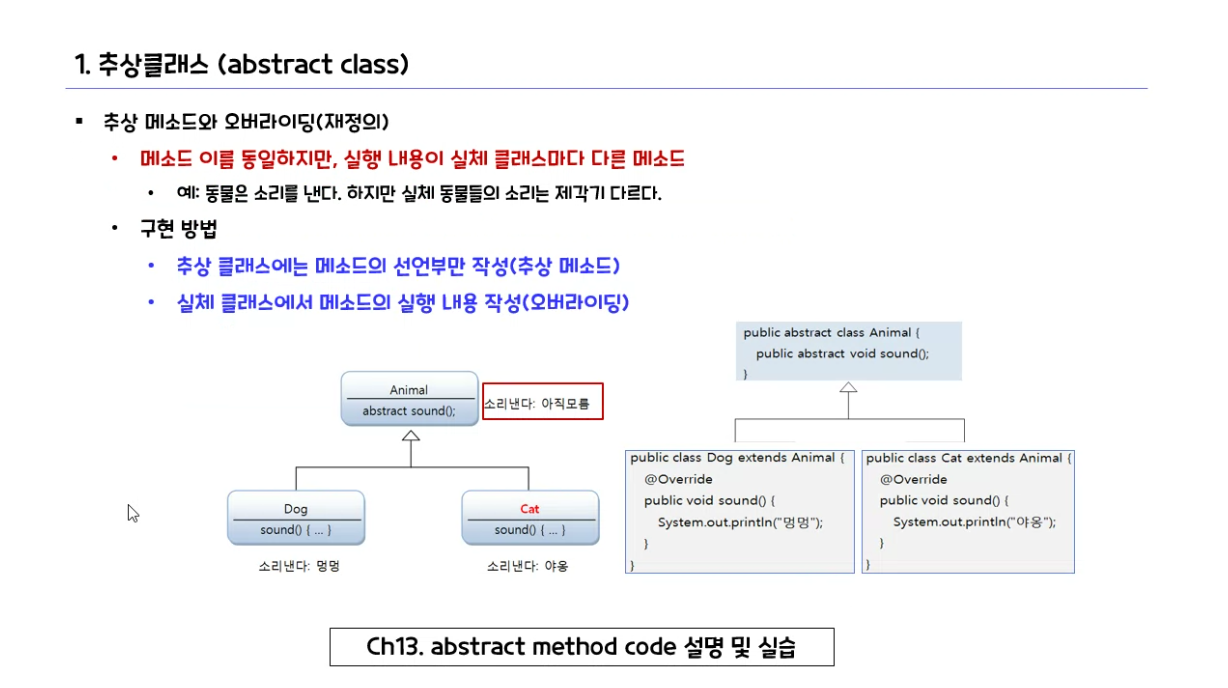 1. 추상클래스 (abstract class)
▪ 추상 메소드와 오버라이딩(재정의)
• 메소드 이름 동일하지만, 실행 내용이 실체 클래스마다 다른 메소드
• 예: 동물은 소리를 낸다. 하지만 실체 동물들의 소리는 제각기 다르다.
• 구현 방법
• 추상 클래스에는 메소드의 선언부만 작성(추상 메소드)
• 실체 클래스에서 메소드의 실행 내용 작성(오버라이딩)
Animal
abstract sound();
소리낸다: 아직모름
Dog
sound() { ... }
소리낸다: 멍멍
Cat
sound() { ... }
소리낸다: 야옹
public abstract class Animal {
public abstract void sound();
}
public class Dog extends Animal {
@Override
public void sound() {
System.out.println("멍멍");
}
}
public class Cat extends Animal {
@Override
public void sound() {
System.out.println("야옹");
}
}
Ch13. abstract method code 설명 및 실습